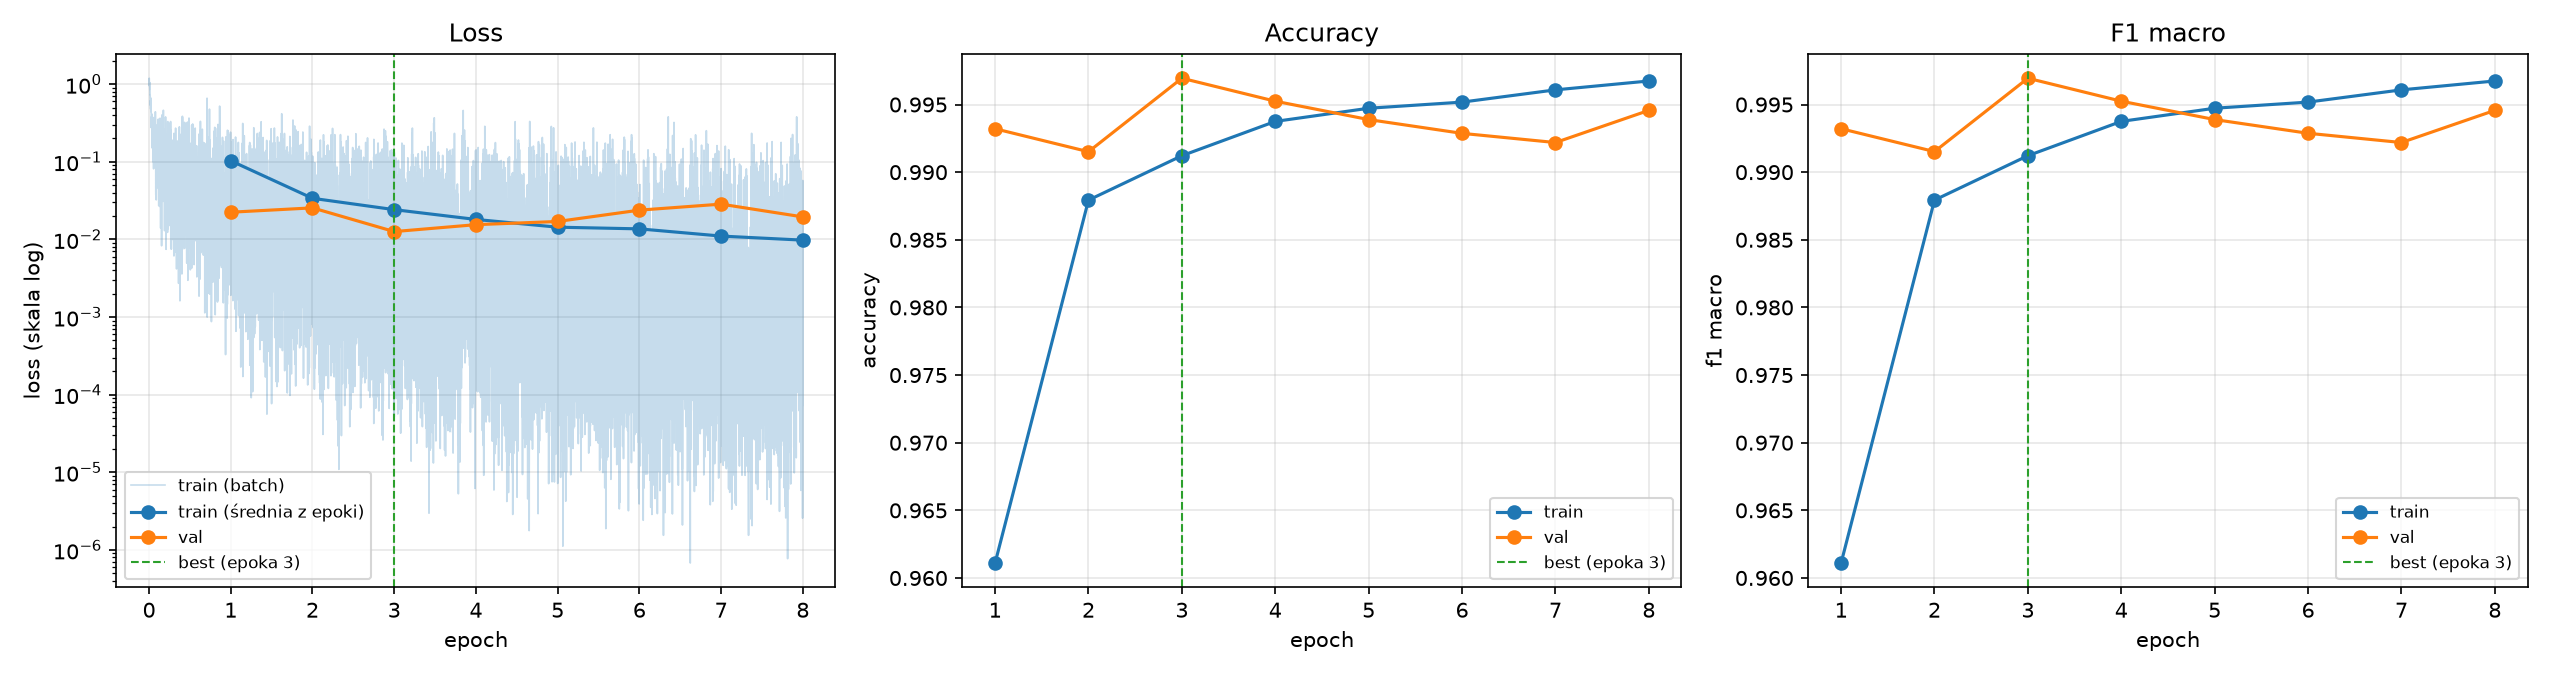 Loss
10^0
10^-1
10^-2
10^-3
10^-4
10^-5
10^-6
loss (skala log)
train (batch)
train (średnia z epoki)
val
best (epoka 3)
0 1 2 3 4 5 6 7 8
epoch
Accuracy
0.995
0.990
0.985
0.980
0.975
0.970
0.965
0.960
accuracy
train
val
best (epoka 3)
1 2 3 4 5 6 7 8
epoch
F1 macro
0.995
0.990
0.985
0.980
0.975
0.970
0.965
0.960
f1 macro
train
val
best (epoka 3)
1 2 3 4 5 6 7 8
epoch